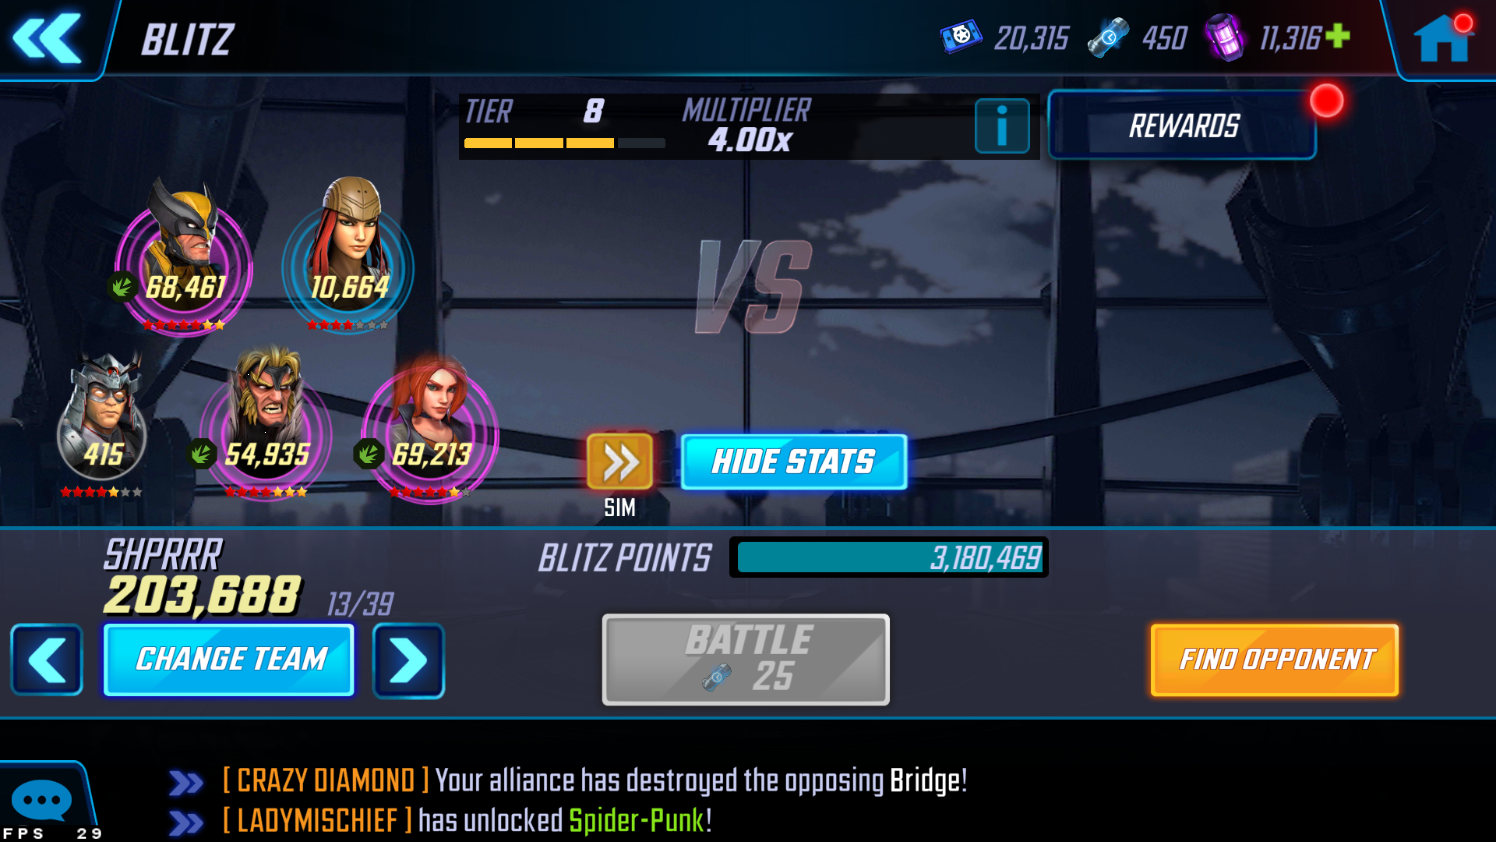 BLITZ
20,315
450
11,316
TIER 8
MULTIPLIER
4.00x
i
REWARDS
68,461
10,664
VS
415
54,935
69,213
HIDE STATS
SIM
SHPRRR
203,688
13/39
BLITZ POINTS 3,180,469
CHANGE TEAM
BATTLE
25
FIND OPPONENT
[ CRAZY DIAMOND ] Your alliance has destroyed the opposing Bridge!
[ LADYMISCHIEF ] has unlocked Spider-Punk!
FPS 29